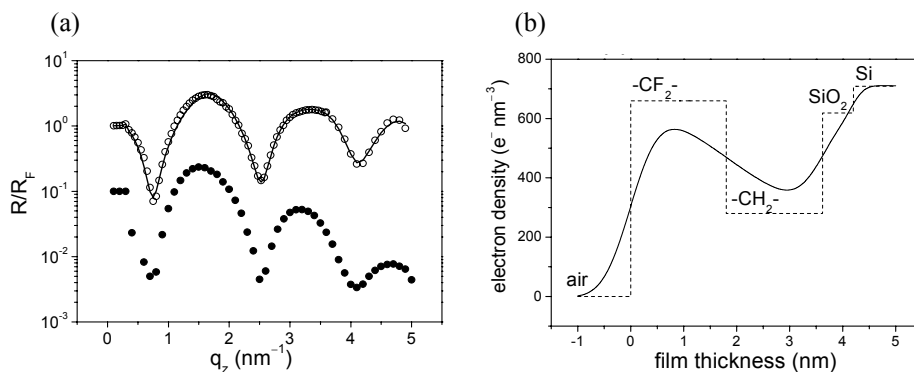 (a)
(b)
R/R_F
10^1
10^0
10^-1
10^-2
10^-3
0 1 2 3 4 5
q_z (nm^-1)
electron density (e^- nm^-3)
800
600
400
200
0
-CF_2-
SiO_2
Si
-CH_2-
air
-1 0 1 2 3 4 5
film thickness (nm)